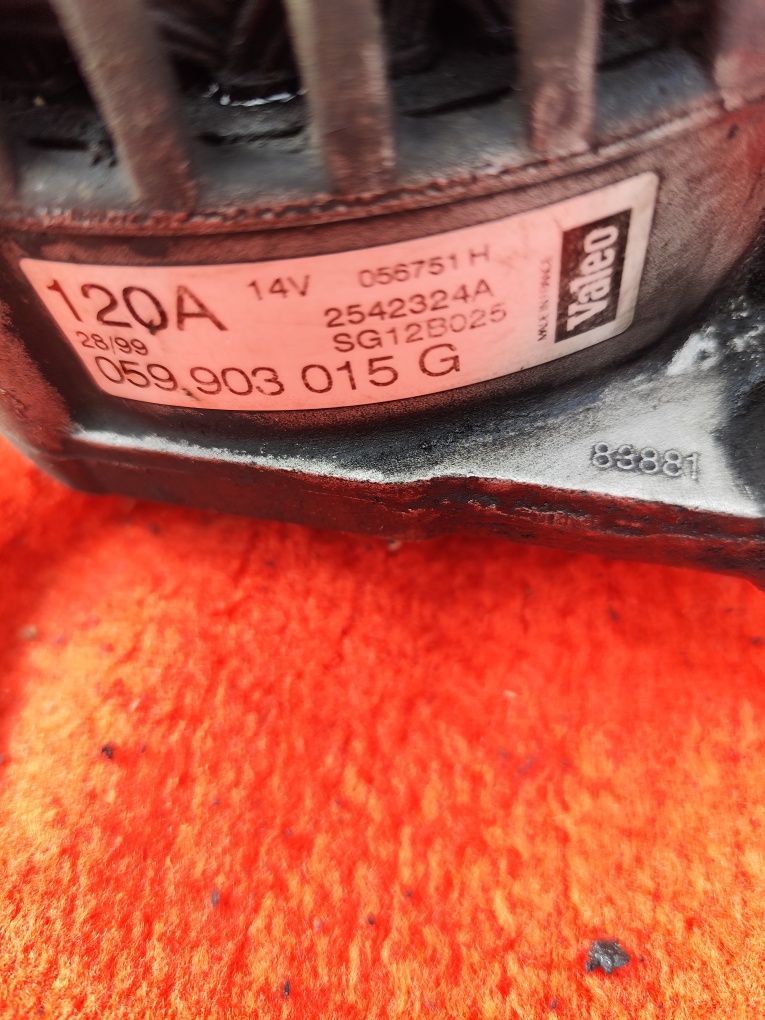 120A 14V 056751 H
2542324A
28/99 SG12B025
059.903 015 G
Valeo
MADE IN FRANCE
83881